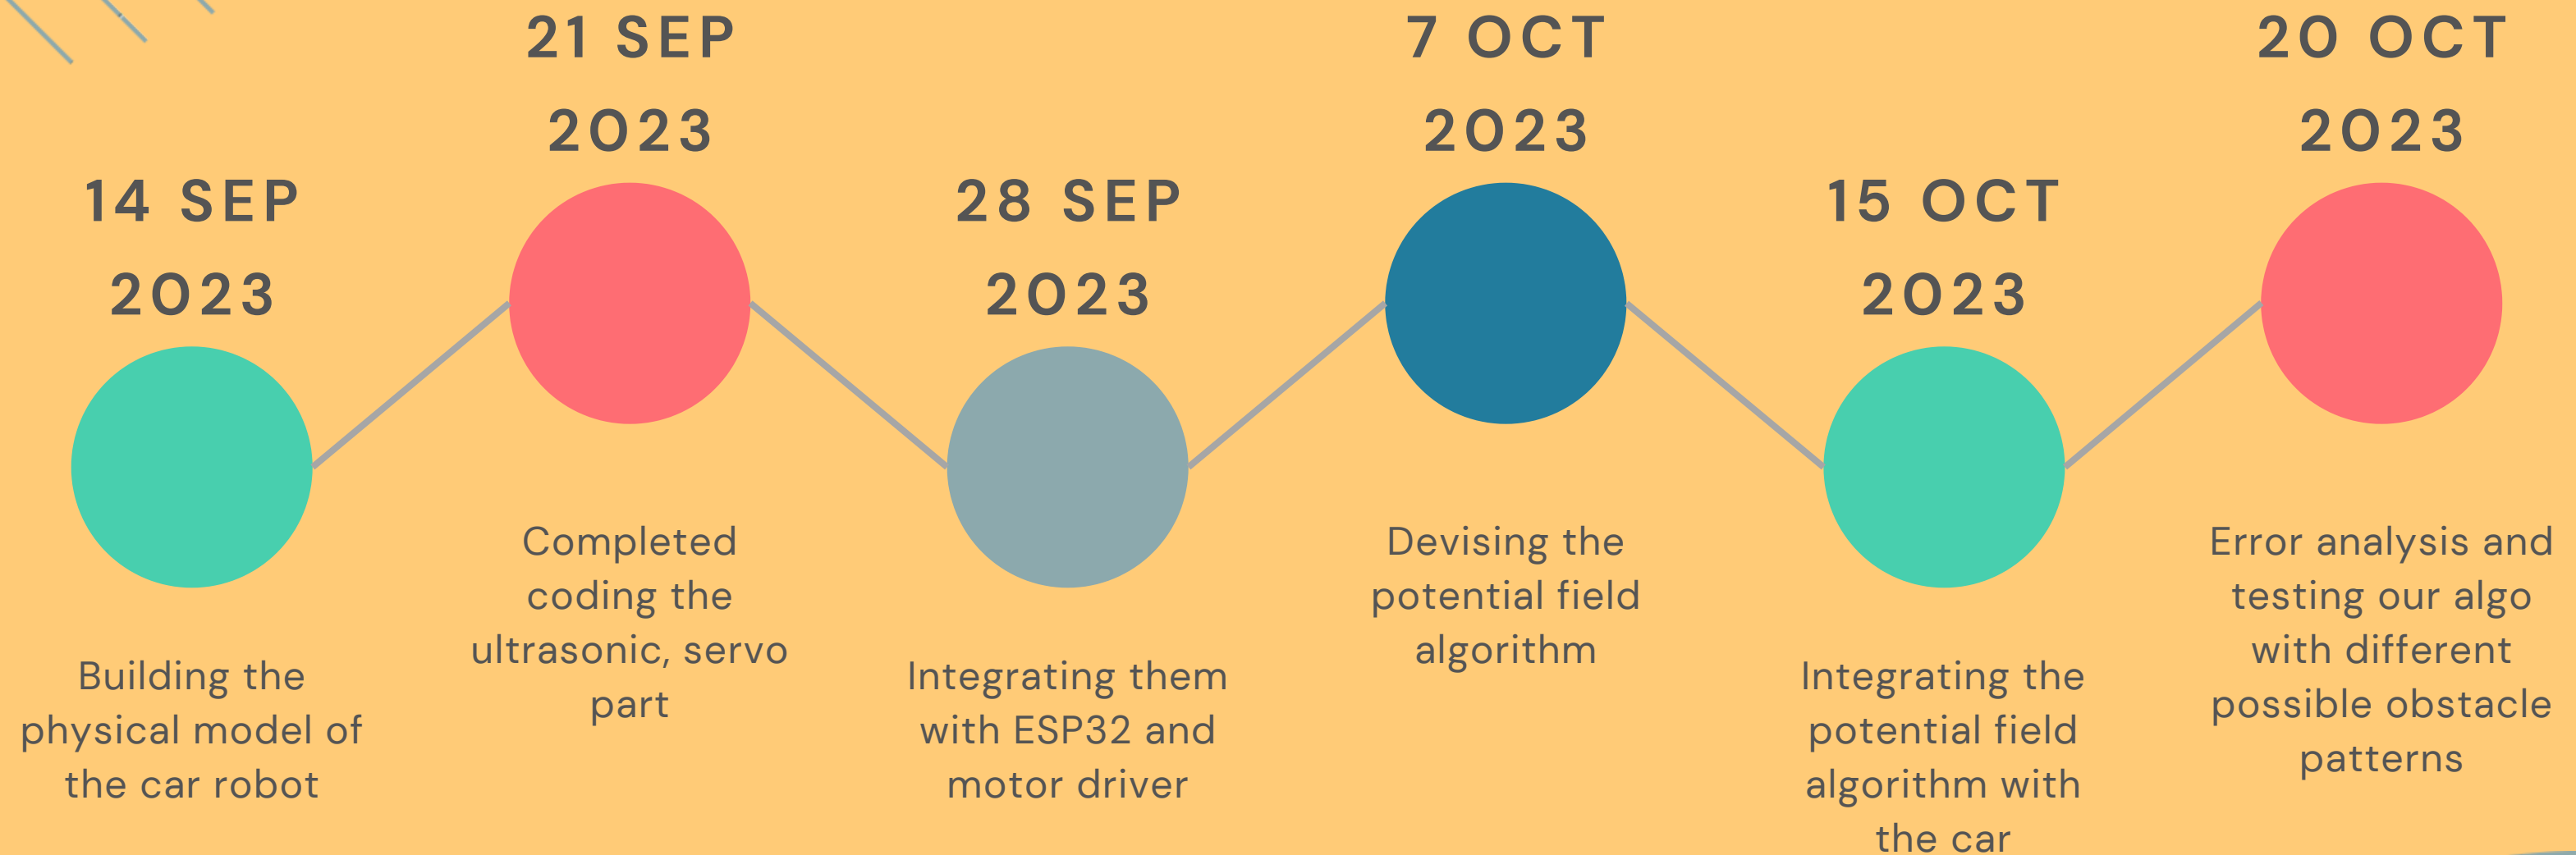 14 SEP
2023
Building the
physical model of
the car robot
21 SEP
2023
Completed
coding the
ultrasonic, servo
part
28 SEP
2023
Integrating them
with ESP32 and
motor driver
7 OCT
2023
Devising the
potential field
algorithm
15 OCT
2023
Integrating the
potential field
algorithm with
the car
20 OCT
2023
Error analysis and
testing our algo
with different
possible obstacle
patterns